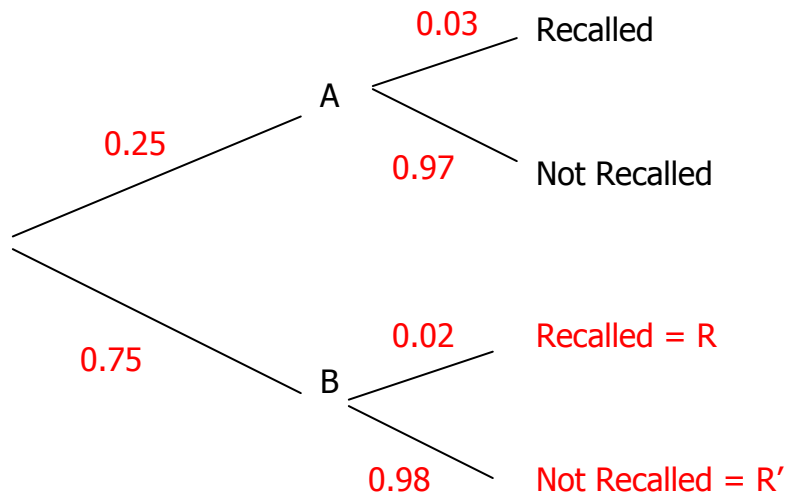 0.03
Recalled
A
0.25
0.97
Not Recalled
0.02
Recalled = R
0.75
B
0.98
Not Recalled = R’